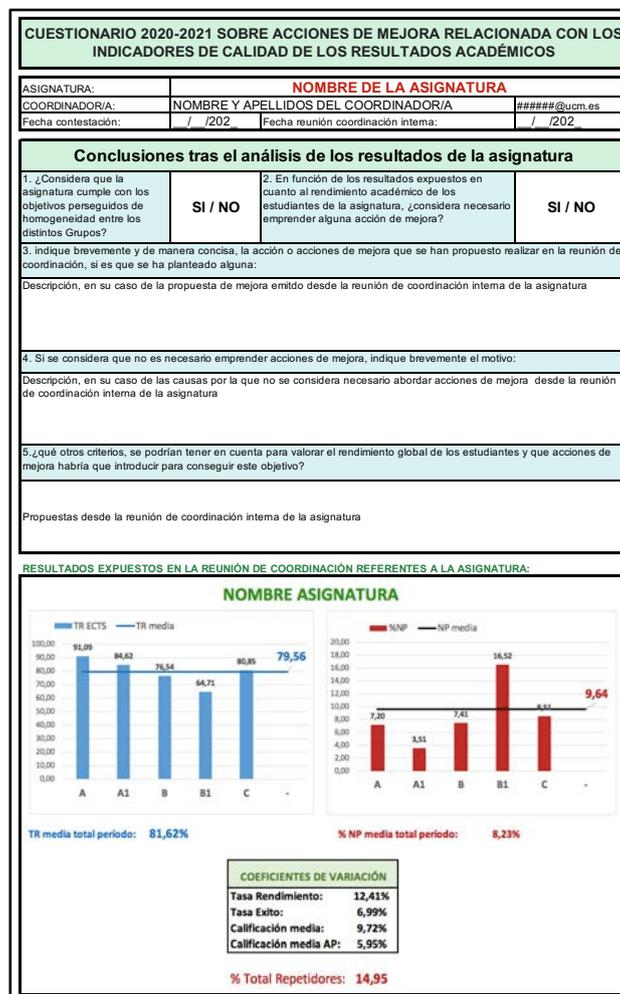 CUESTIONARIO 2020-2021 SOBRE ACCIONES DE MEJORA RELACIONADA CON LOS
INDICADORES DE CALIDAD DE LOS RESULTADOS ACADÉMICOS
ASIGNATURA: NOMBRE DE LA ASIGNATURA
COORDINADOR/A: NOMBRE Y APELLIDOS DEL COORDINADOR/A ######@ucm.es
Fecha contestación: __/__/202_ Fecha reunión coordinación interna: __/__/202_
Conclusiones tras el análisis de los resultados de la asignatura
1. ¿Considera que la
asignatura cumple con los
objetivos perseguidos de
homogeneidad entre los
distintos Grupos?
SI / NO
2. En función de los resultados expuestos en
cuanto al rendimiento académico de los
estudiantes de la asignatura, ¿considera necesario
emprender alguna acción de mejora?
SI / NO
3. indique brevemente y de manera concisa, la acción o acciones de mejora que se han propuesto realizar en la reunión de
coordinación, si es que se ha planteado alguna:
Descripción, en su caso de la propuesta de mejora emitdo desde la reunión de coordinación interna de la asignatura
4. Si se considera que no es necesario emprender acciones de mejora, indique brevemente el motivo:
Descripción, en su caso de las causas por la que no se considera necesario abordar acciones de mejora desde la reunión
de coordinación interna de la asignatura
5.¿qué otros criterios, se podrían tener en cuenta para valorar el rendimiento global de los estudiantes y que acciones de
mejora habría que introducir para conseguir este objetivo?
Propuestas desde la reunión de coordinación interna de la asignatura
RESULTADOS EXPUESTOS EN LA REUNIÓN DE COORDINACIÓN REFERENTES A LA ASIGNATURA:
NOMBRE ASIGNATURA
TR ECTS TR media
100,00
90,00
80,00
70,00
60,00
50,00
40,00
30,00
20,00
10,00
0,00
91,09
84,62
76,54
64,71
80,85
79,56
A A1 B B1 C -
%NP NP media
20,00
18,00
16,00
14,00
12,00
10,00
8,00
6,00
4,00
2,00
0,00
7,20
3,51
7,41
16,52
8,51
9,64
A A1 B B1 C -
TR media total período: 81,62%
% NP media total período: 8,23%
COEFICIENTES DE VARIACIÓN
Tasa Rendimiento: 12,41%
Tasa Exito: 6,99%
Calificación media: 9,72%
Calificación media AP: 5,95%
% Total Repetidores: 14,95